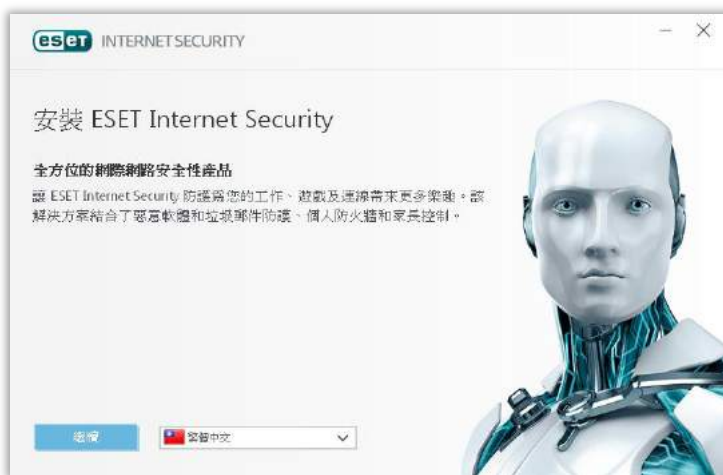 eset INTERNET SECURITY
安裝 ESET Internet Security
全方位的網際網路安全性產品
讓 ESET Internet Security 防護為您的工作、遊戲及連線帶來更多樂趣。該
解決方案結合了惡意軟體和垃圾郵件防護、個人防火牆和家長控制。
繼續
繁體中文